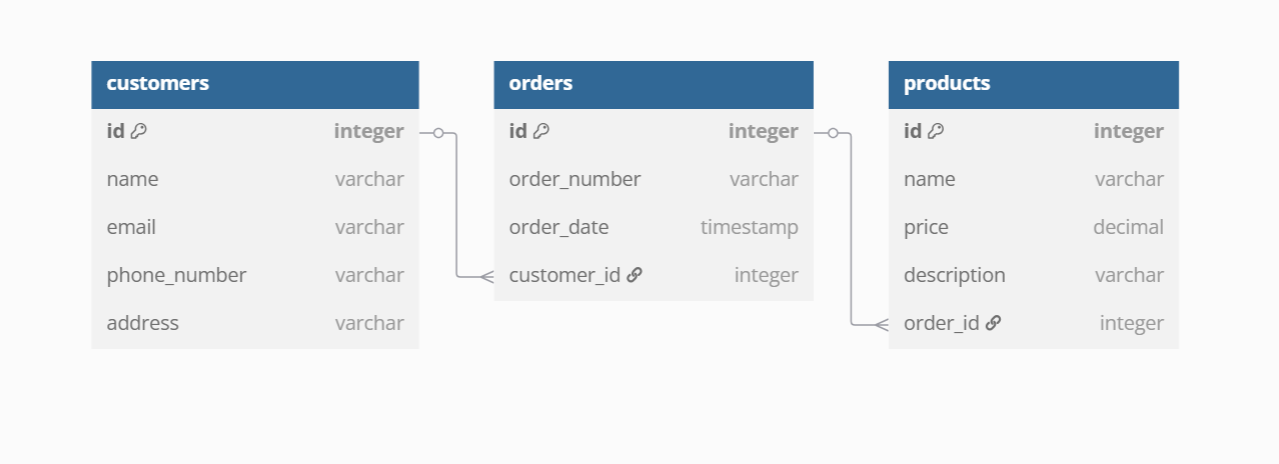 customers
id integer
name varchar
email varchar
phone_number varchar
address varchar
orders
id integer
order_number varchar
order_date timestamp
customer_id integer
products
id integer
name varchar
price decimal
description varchar
order_id integer